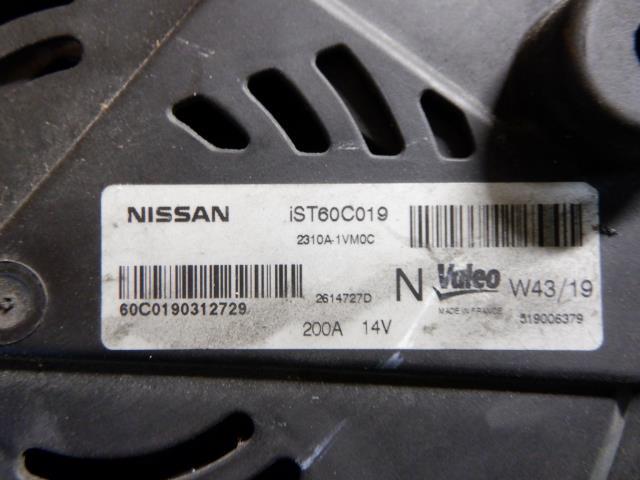 NISSAN iST60C019
2310A-1VM0C
60C0190312729
2614727D
N Valeo W43/19
MADE IN FRANCE
519006379
200A 14V